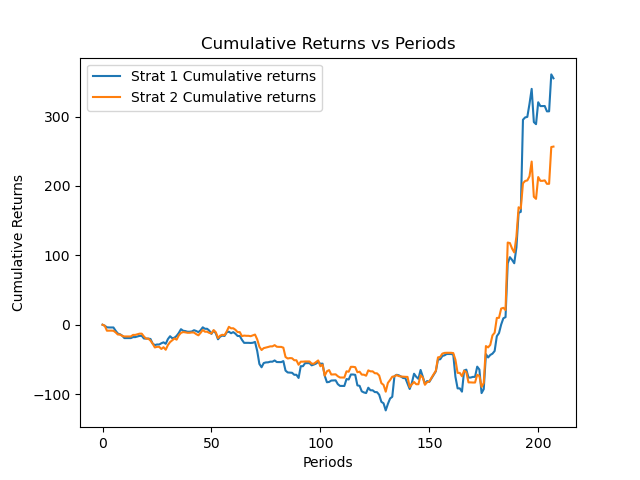 Cumulative Returns vs Periods
Strat 1 Cumulative returns
Strat 2 Cumulative returns
Cumulative Returns
300
200
100
0
−100
0 50 100 150 200
Periods